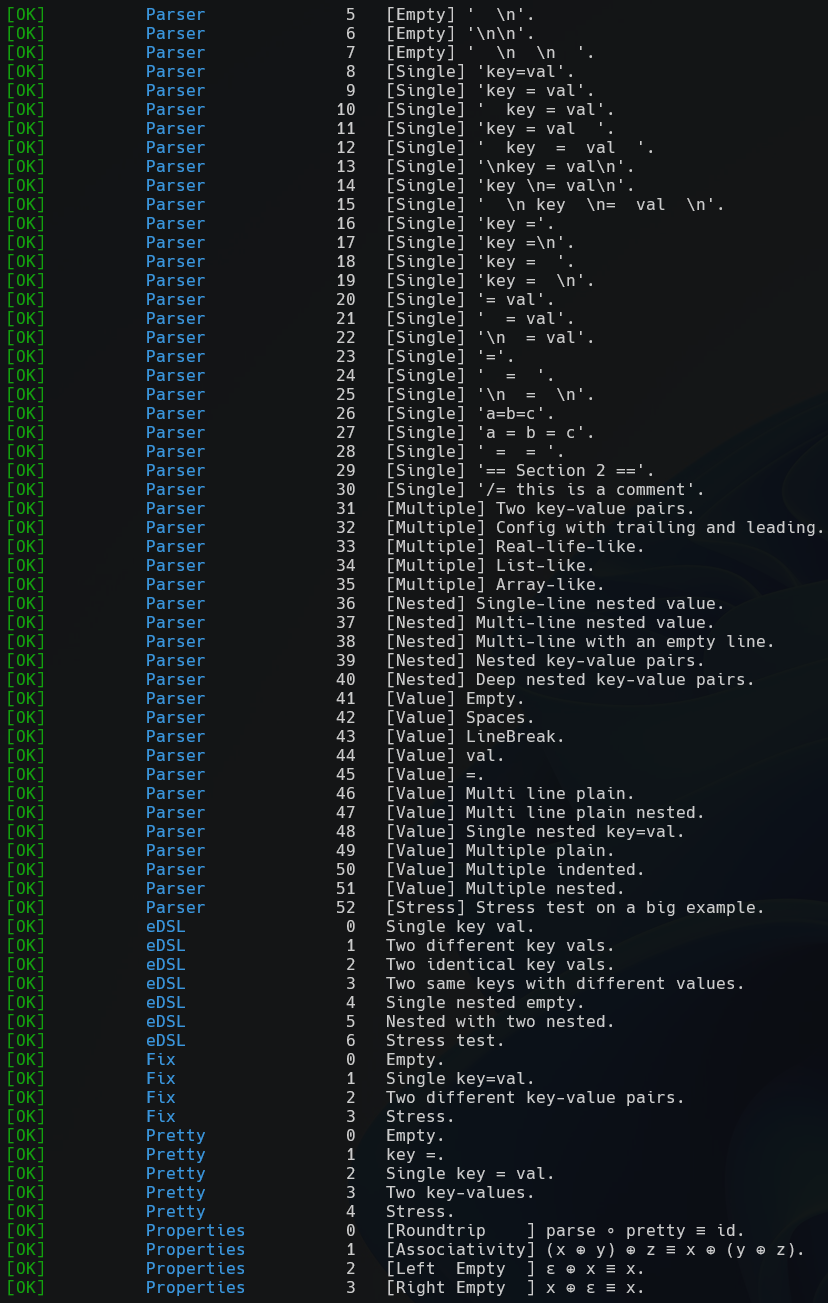 [OK] Parser 5 [Empty] '  \n'.
[OK] Parser 6 [Empty] '\n\n'.
[OK] Parser 7 [Empty] '  \n  \n  '.
[OK] Parser 8 [Single] 'key=val'.
[OK] Parser 9 [Single] 'key = val'.
[OK] Parser 10 [Single] '  key = val'.
[OK] Parser 11 [Single] 'key = val  '.
[OK] Parser 12 [Single] '  key  =  val  '.
[OK] Parser 13 [Single] '\nkey = val\n'.
[OK] Parser 14 [Single] 'key \n= val\n'.
[OK] Parser 15 [Single] '  \n key  \n=  val  \n'.
[OK] Parser 16 [Single] 'key ='.
[OK] Parser 17 [Single] 'key =\n'.
[OK] Parser 18 [Single] 'key =  '.
[OK] Parser 19 [Single] 'key =  \n'.
[OK] Parser 20 [Single] '= val'.
[OK] Parser 21 [Single] '  = val'.
[OK] Parser 22 [Single] '\n  = val'.
[OK] Parser 23 [Single] '='.
[OK] Parser 24 [Single] '  =  '.
[OK] Parser 25 [Single] '\n  =  \n'.
[OK] Parser 26 [Single] 'a=b=c'.
[OK] Parser 27 [Single] 'a = b = c'.
[OK] Parser 28 [Single] ' =  = '.
[OK] Parser 29 [Single] '== Section 2 =='.
[OK] Parser 30 [Single] '/= this is a comment'.
[OK] Parser 31 [Multiple] Two key-value pairs.
[OK] Parser 32 [Multiple] Config with trailing and leading.
[OK] Parser 33 [Multiple] Real-life-like.
[OK] Parser 34 [Multiple] List-like.
[OK] Parser 35 [Multiple] Array-like.
[OK] Parser 36 [Nested] Single-line nested value.
[OK] Parser 37 [Nested] Multi-line nested value.
[OK] Parser 38 [Nested] Multi-line with an empty line.
[OK] Parser 39 [Nested] Nested key-value pairs.
[OK] Parser 40 [Nested] Deep nested key-value pairs.
[OK] Parser 41 [Value] Empty.
[OK] Parser 42 [Value] Spaces.
[OK] Parser 43 [Value] LineBreak.
[OK] Parser 44 [Value] val.
[OK] Parser 45 [Value] =.
[OK] Parser 46 [Value] Multi line plain.
[OK] Parser 47 [Value] Multi line plain nested.
[OK] Parser 48 [Value] Single nested key=val.
[OK] Parser 49 [Value] Multiple plain.
[OK] Parser 50 [Value] Multiple indented.
[OK] Parser 51 [Value] Multiple nested.
[OK] Parser 52 [Stress] Stress test on a big example.
[OK] eDSL 0 Single key val.
[OK] eDSL 1 Two different key vals.
[OK] eDSL 2 Two identical key vals.
[OK] eDSL 3 Two same keys with different values.
[OK] eDSL 4 Single nested empty.
[OK] eDSL 5 Nested with two nested.
[OK] eDSL 6 Stress test.
[OK] Fix 0 Empty.
[OK] Fix 1 Single key=val.
[OK] Fix 2 Two different key-value pairs.
[OK] Fix 3 Stress.
[OK] Pretty 0 Empty.
[OK] Pretty 1 key =.
[OK] Pretty 2 Single key = val.
[OK] Pretty 3 Two key-values.
[OK] Pretty 4 Stress.
[OK] Properties 0 [Roundtrip    ] parse ∘ pretty ≡ id.
[OK] Properties 1 [Associativity] (x ⊕ y) ⊕ z ≡ x ⊕ (y ⊕ z).
[OK] Properties 2 [Left  Empty  ] ε ⊕ x ≡ x.
[OK] Properties 3 [Right Empty  ] x ⊕ ε ≡ x.